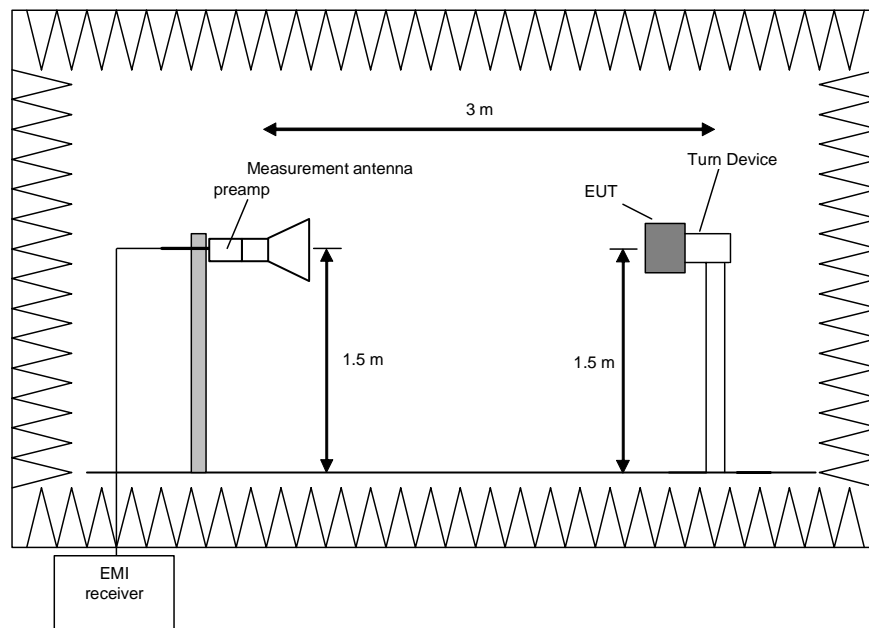 3 m
Measurement antenna
preamp
Turn Device
EUT
1.5 m
1.5 m
EMI
receiver